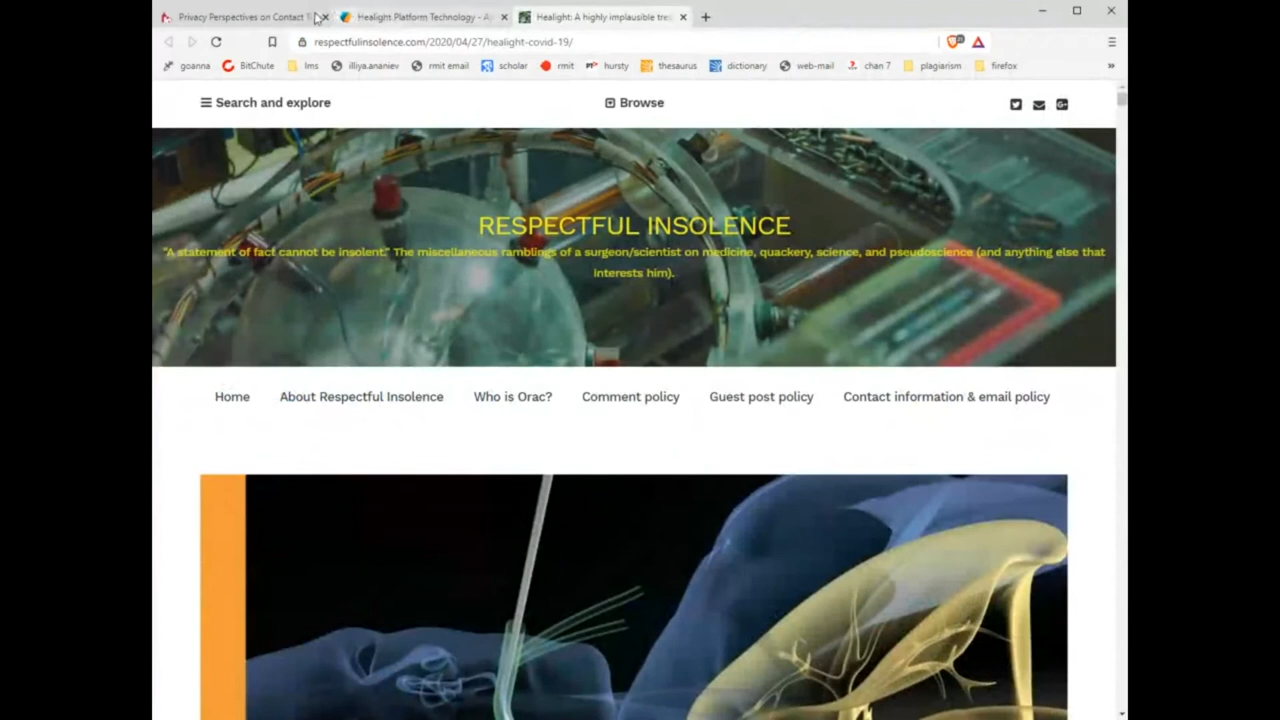 Privacy Perspectives on Contact T
Healight Platform Technology - A
Healight: A highly implausible tre
respectfulinsolence.com/2020/04/27/healight-covid-19/
goanna BitChute lms illiya.ananiev rmit email scholar rmit hursty thesaurus dictionary web-mail chan 7 plagiarism firefox »
Search and explore
Browse
RESPECTFUL INSOLENCE
"A statement of fact cannot be insolent." The miscellaneous ramblings of a surgeon/scientist on medicine, quackery, science, and pseudoscience (and anything else that
interests him).
Home About Respectful Insolence Who is Orac? Comment policy Guest post policy Contact information & email policy